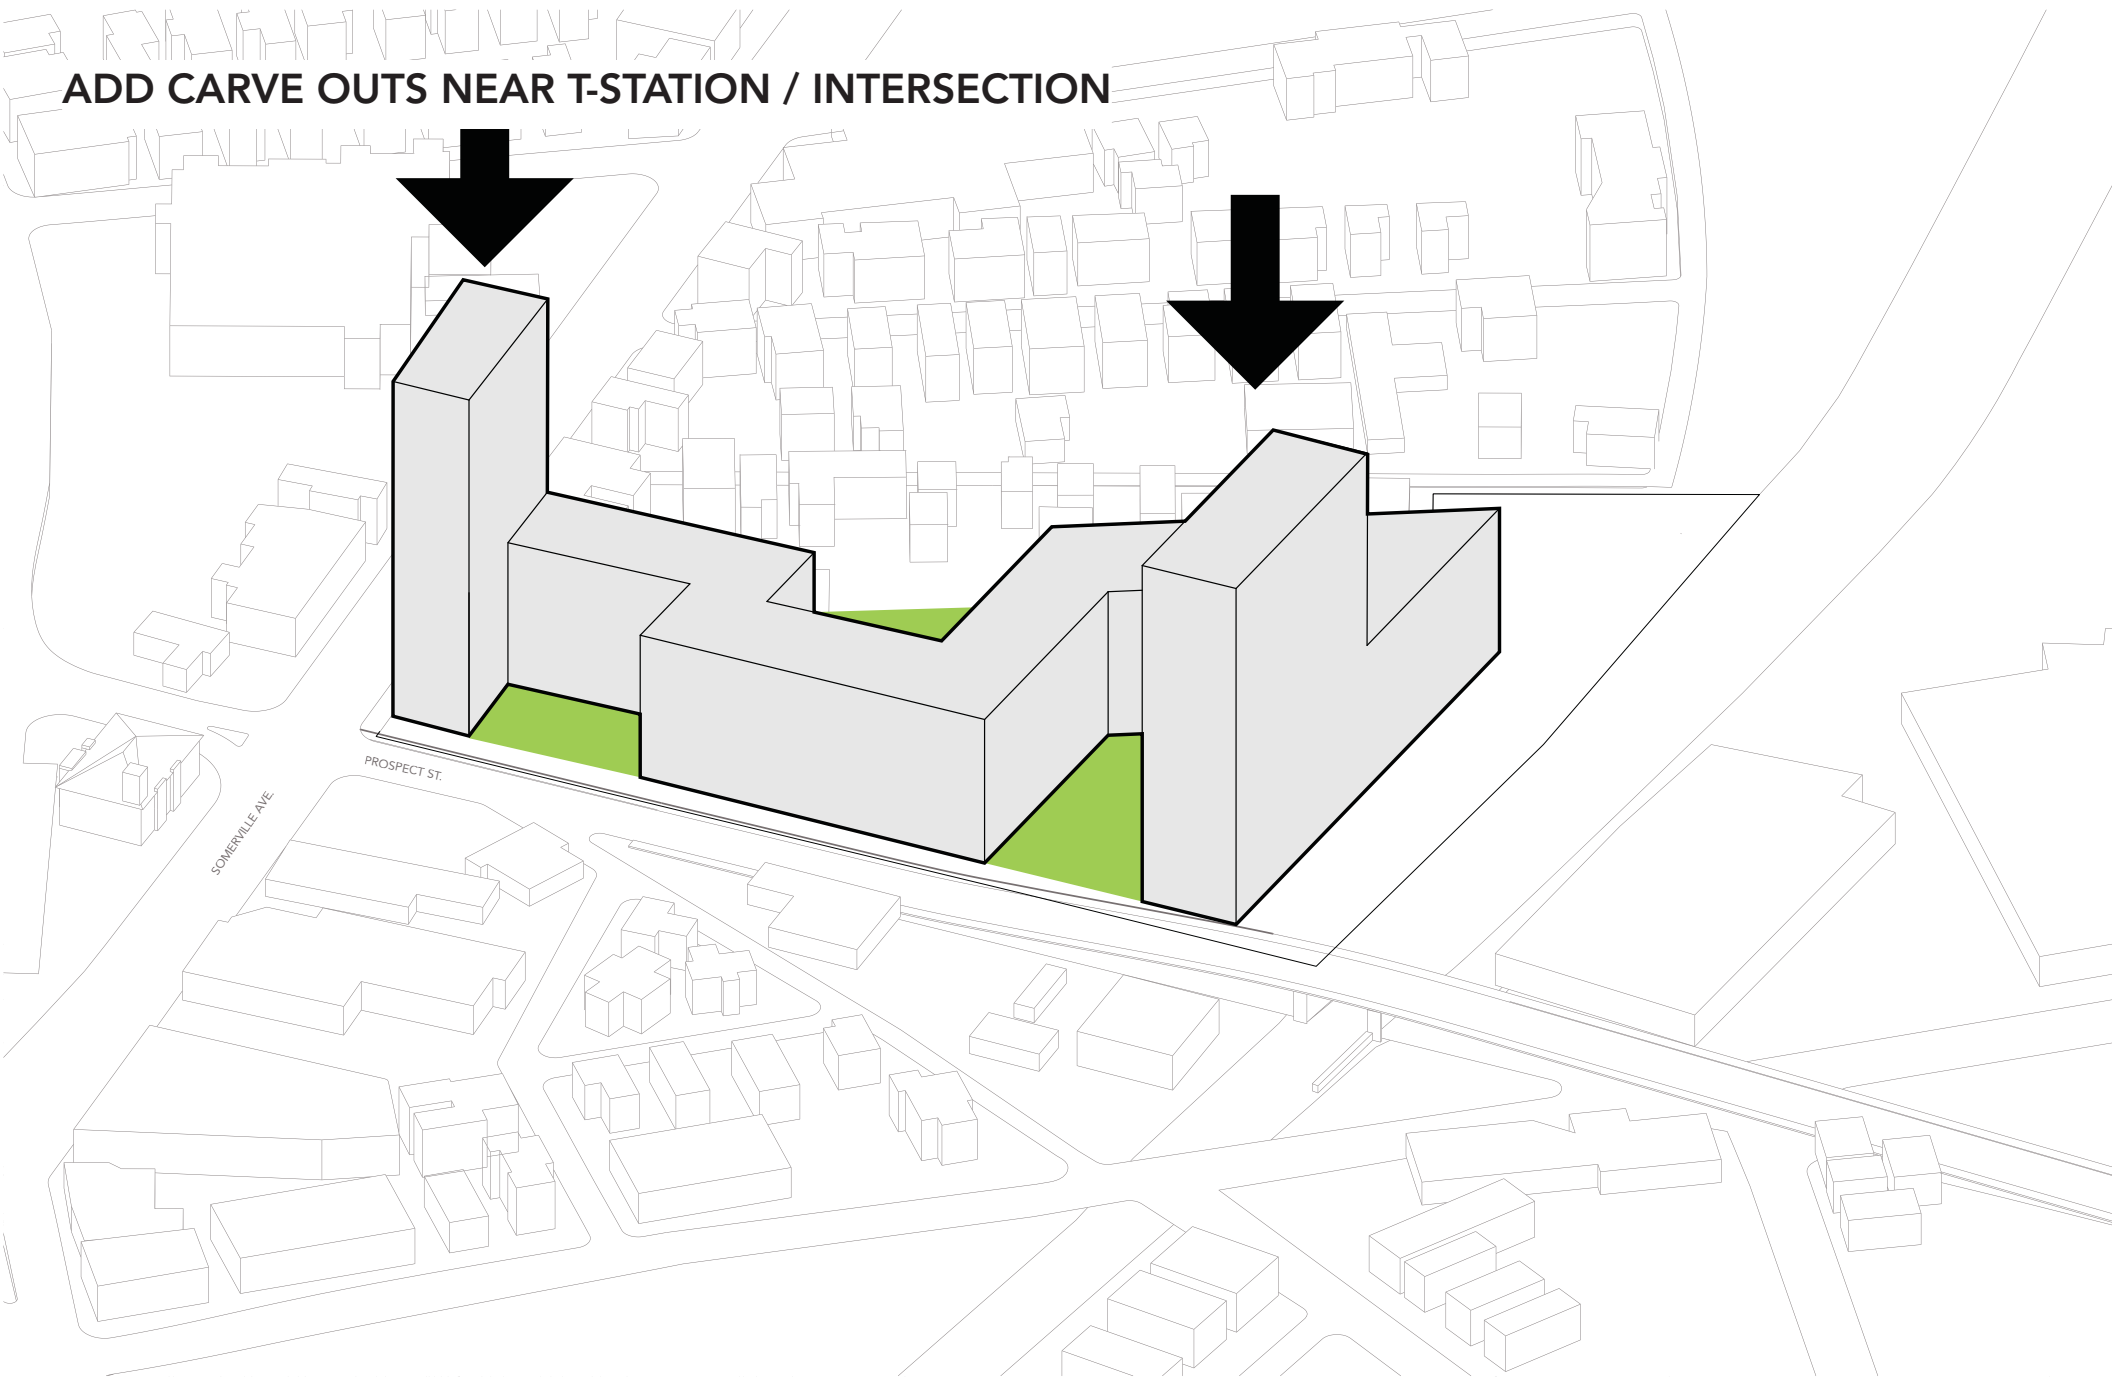 ADD CARVE OUTS NEAR T-STATION / INTERSECTION
PROSPECT ST.
SOMERVILLE AVE.